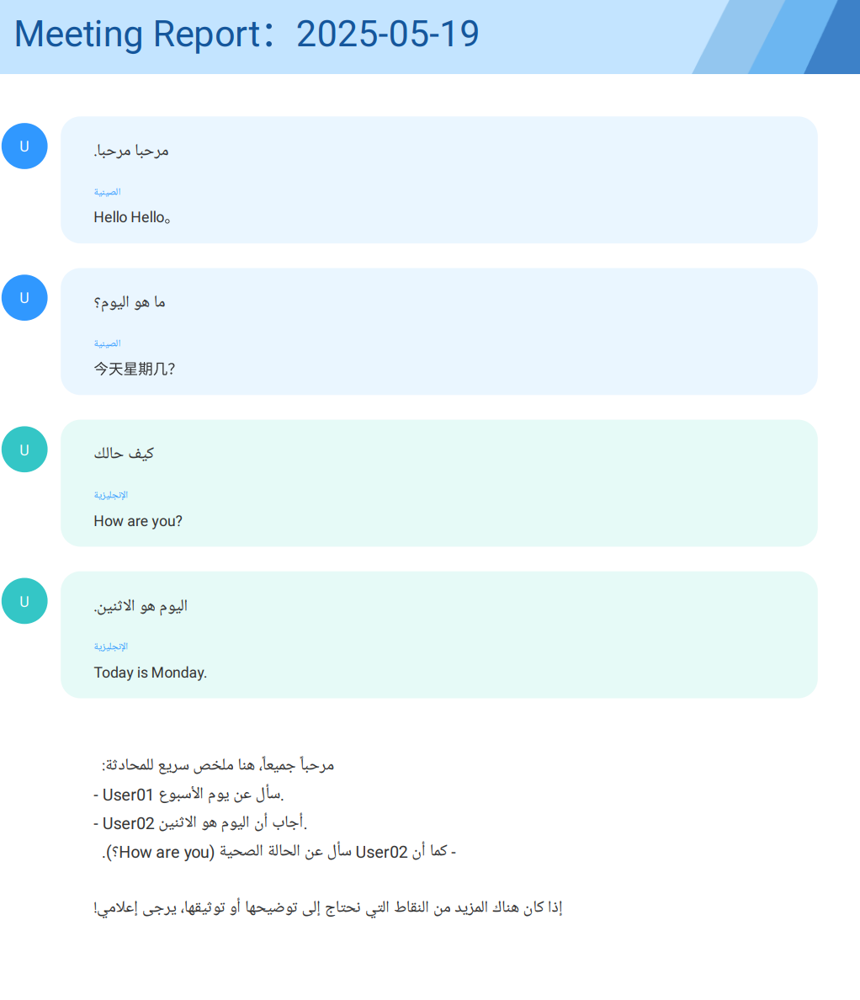 Meeting Report：2025-05-19
U
مرحبا مرحبا.
الصينية
Hello Hello。
U
ما هو اليوم؟
الصينية
今天星期几？
U
كيف حالك
الإنجليزية
How are you?
U
اليوم هو الاثنين.
الإنجليزية
Today is Monday.
مرحباً جميعاً، هنا ملخص سريع للمحادثة:
- User01 سأل عن يوم الأسبوع.
- User02 أجاب أن اليوم هو الاثنين.
- كما أن User02 سأل عن الحالة الصحية (How are you؟).
إذا كان هناك المزيد من النقاط التي نحتاج إلى توضيحها أو توثيقها، يرجى إعلامي!